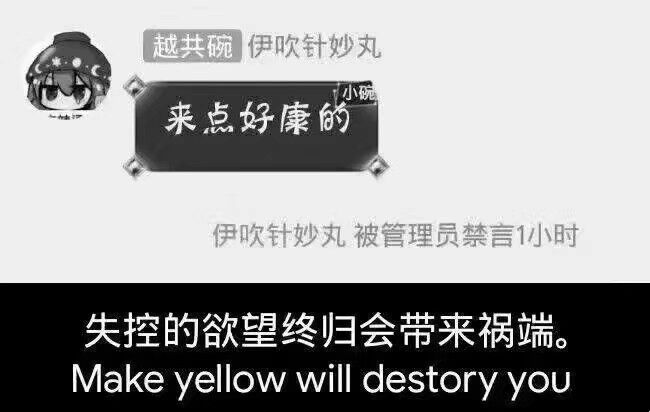 越共碗 伊吹针妙丸
小碗
来点好康的
伊吹针妙丸 被管理员禁言1小时
失控的欲望终归会带来祸端。
Make yellow will destory you